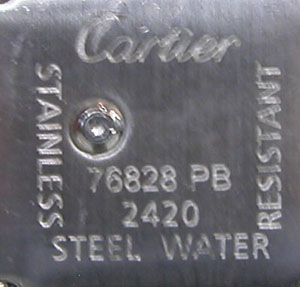 Cartier
STAINLESS
76828 PB
2420
STEEL WATER
RESISTANT